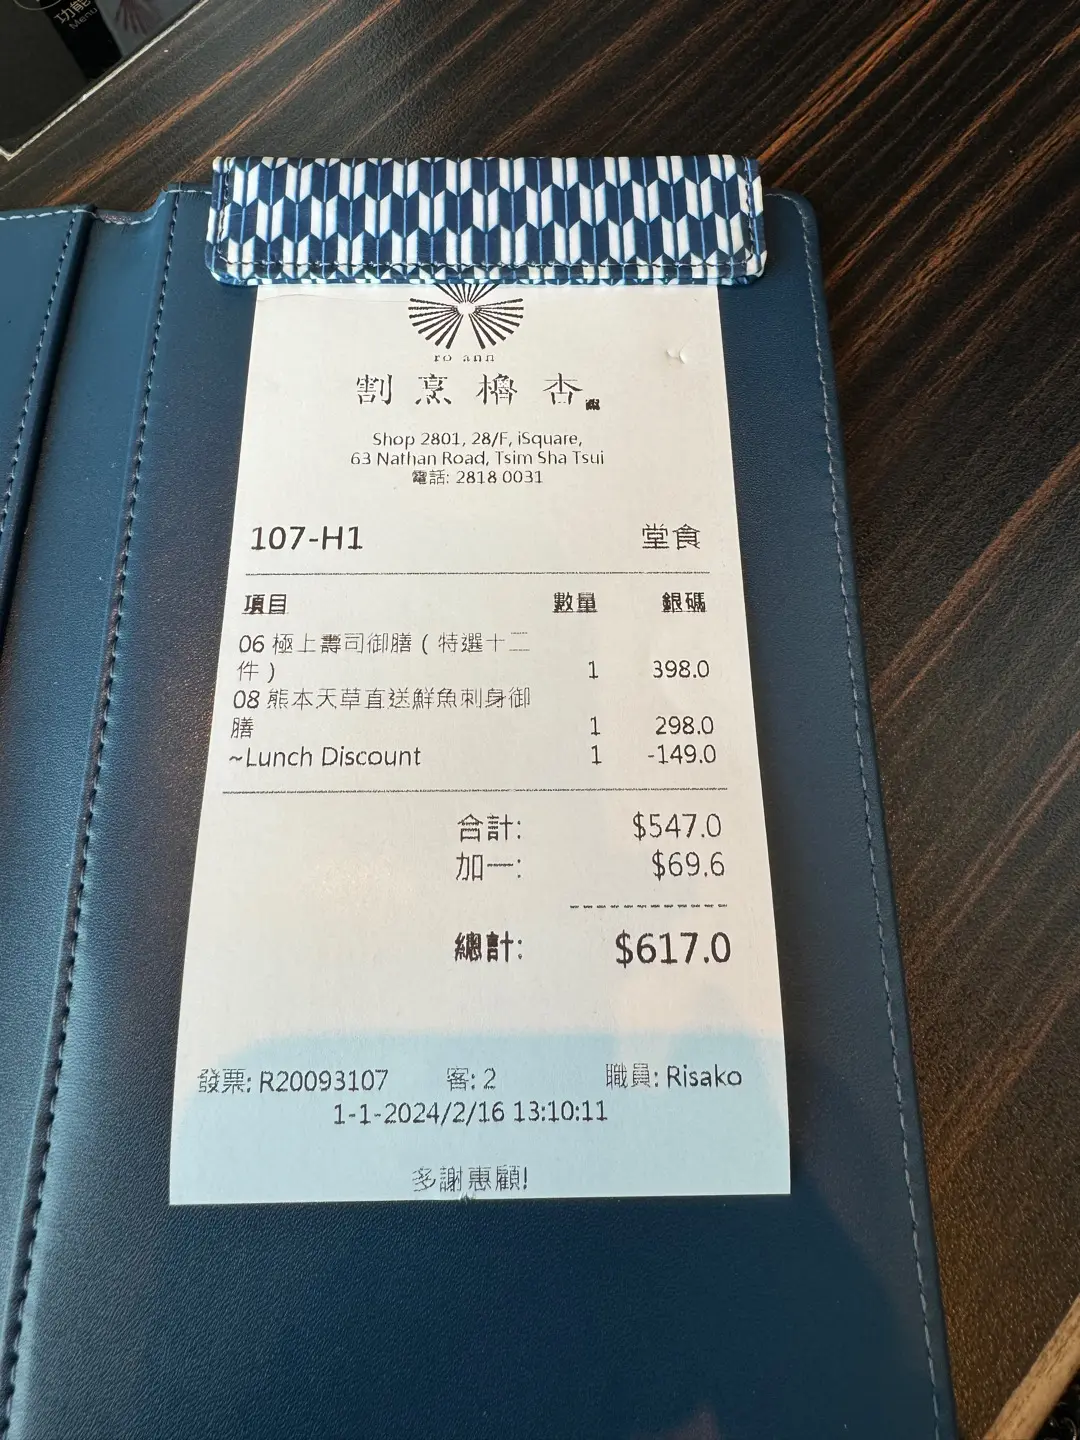 功能
Menu
ro ann
割烹櫓杏
Shop 2801, 28/F, iSquare,
63 Nathan Road, Tsim Sha Tsui
電話: 2818 0031
107-H1 堂食
項目 數量 銀碼
06 極上壽司御膳 ( 特選十二
件 ) 1 398.0
08 熊本天草直送鮮魚刺身御
膳 1 298.0
~Lunch Discount 1 -149.0
合計: $547.0
加一: $69.6
總計: $617.0
發票: R20093107 客: 2 職員: Risako
1-1-2024/2/16 13:10:11
多謝惠顧!